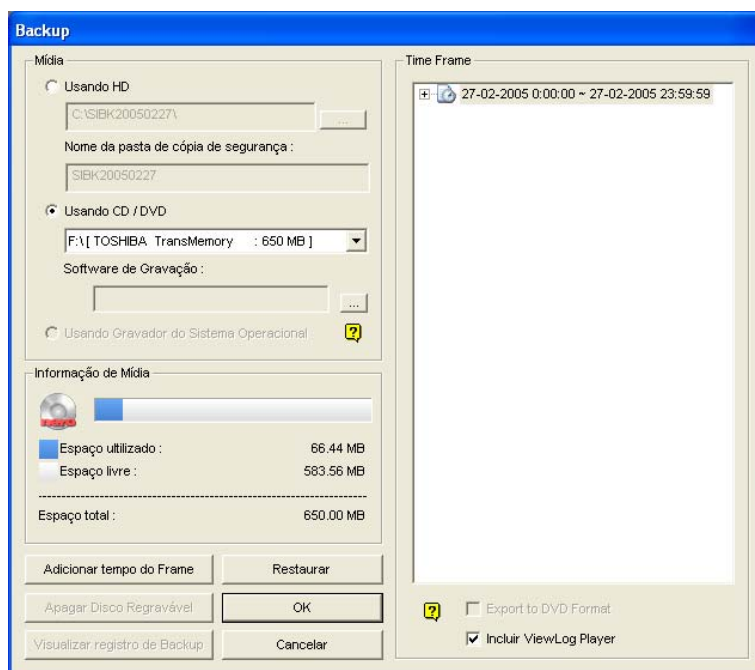 Backup
Mídia
Usando HD
C:\SIBK20050227\
...
Nome da pasta de cópia de segurança :
SIBK20050227
Usando CD / DVD
F:\ [ TOSHIBA TransMemory : 650 MB ]
Software de Gravação :
...
Usando Gravador do Sistema Operacional
?
Informação de Mídia
Espaço ultilizado : 66.44 MB
Espaço livre : 583.56 MB
Espaço total : 650.00 MB
Adicionar tempo do Frame
Restaurar
Apagar Disco Regravável
OK
Visualizar registro de Backup
Cancelar
Time Frame
27-02-2005 0:00:00 ~ 27-02-2005 23:59:59
?
Export to DVD Format
Incluir ViewLog Player